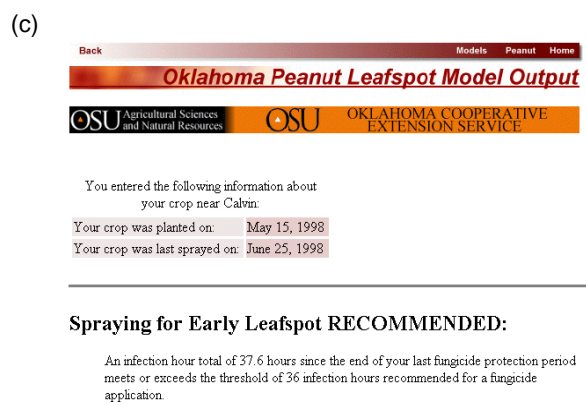 (c)
Back Models Peanut Home
Oklahoma Peanut Leafspot Model Output
OSU Agricultural Sciences and Natural Resources OSU OKLAHOMA COOPERATIVE EXTENSION SERVICE
You entered the following information about
your crop near Calvin:
Your crop was planted on: May 15, 1998
Your crop was last sprayed on: June 25, 1998
Spraying for Early Leafspot RECOMMENDED:
An infection hour total of 37.6 hours since the end of your last fungicide protection period
meets or exceeds the threshold of 36 infection hours recommended for a fungicide
application.